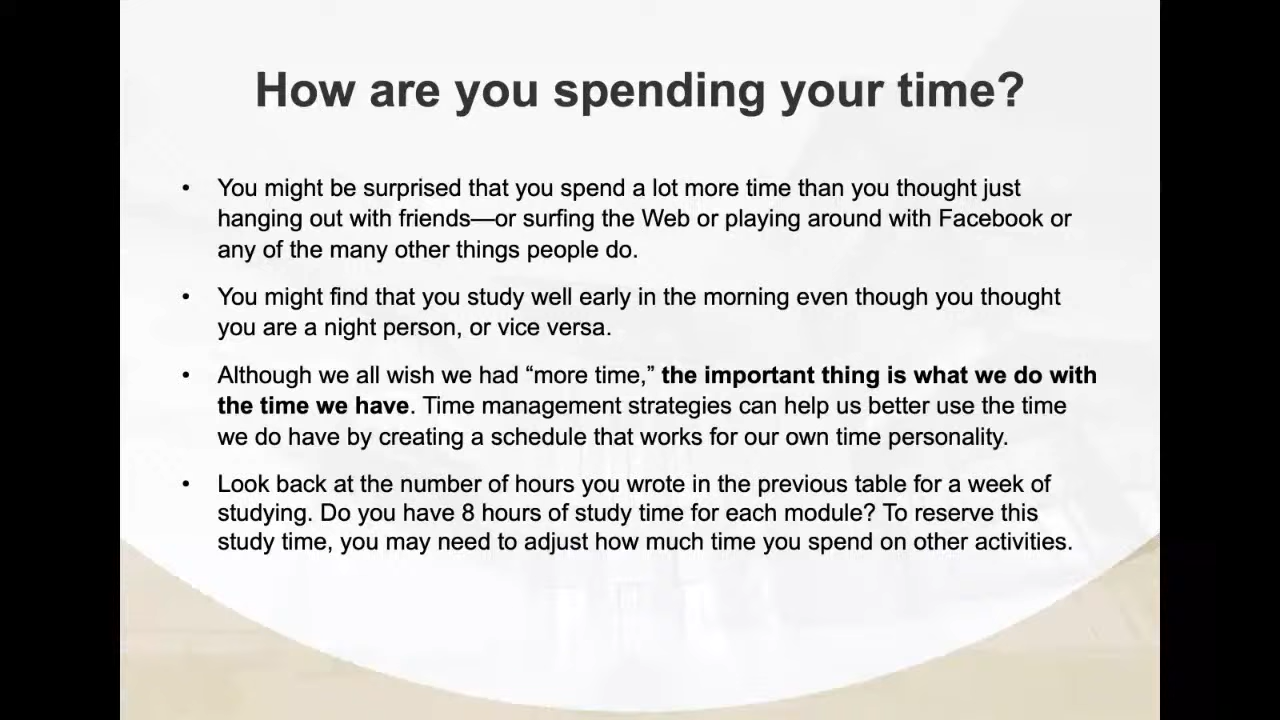 How are you spending your time?
• You might be surprised that you spend a lot more time than you thought just
hanging out with friends—or surfing the Web or playing around with Facebook or
any of the many other things people do.
• You might find that you study well early in the morning even though you thought
you are a night person, or vice versa.
• Although we all wish we had “more time,” the important thing is what we do with
the time we have. Time management strategies can help us better use the time
we do have by creating a schedule that works for our own time personality.
• Look back at the number of hours you wrote in the previous table for a week of
studying. Do you have 8 hours of study time for each module? To reserve this
study time, you may need to adjust how much time you spend on other activities.